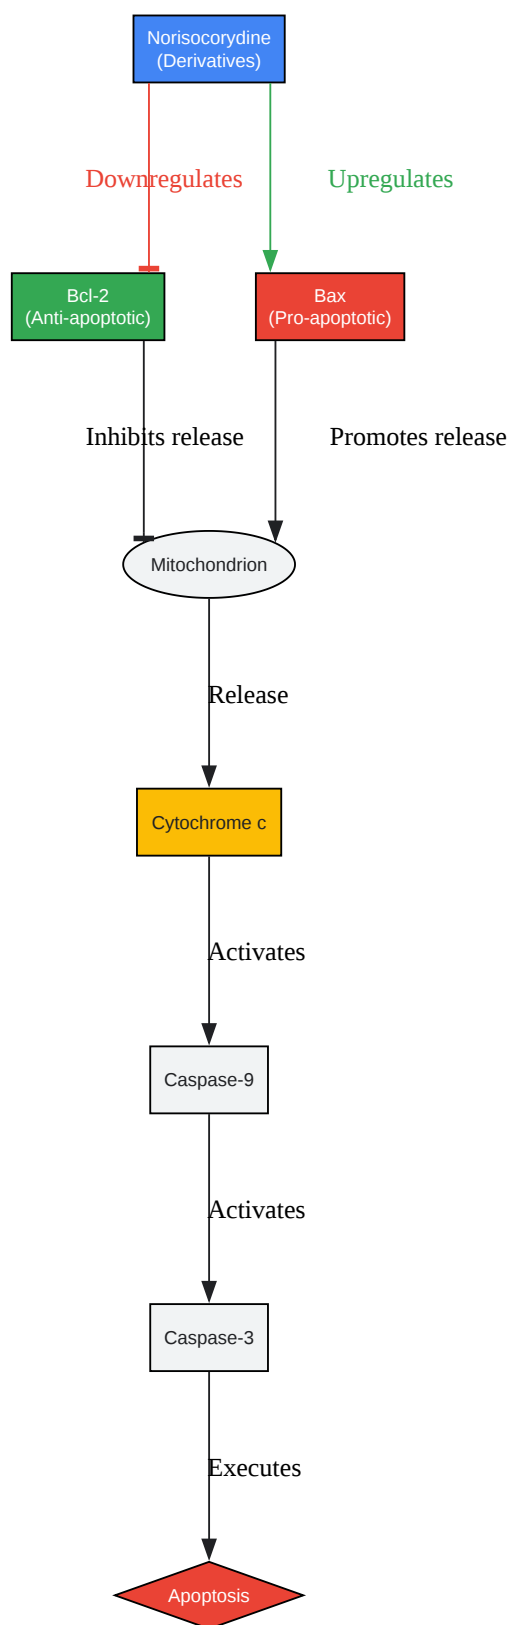 Norisocorydine
(Derivatives)
Downregulates
Upregulates
Bcl-2
(Anti-apoptotic)
Bax
(Pro-apoptotic)
Inhibits release
Promotes release
Mitochondrion
Release
Cytochrome c
Activates
Caspase-9
Activates
Caspase-3
Executes
Apoptosis